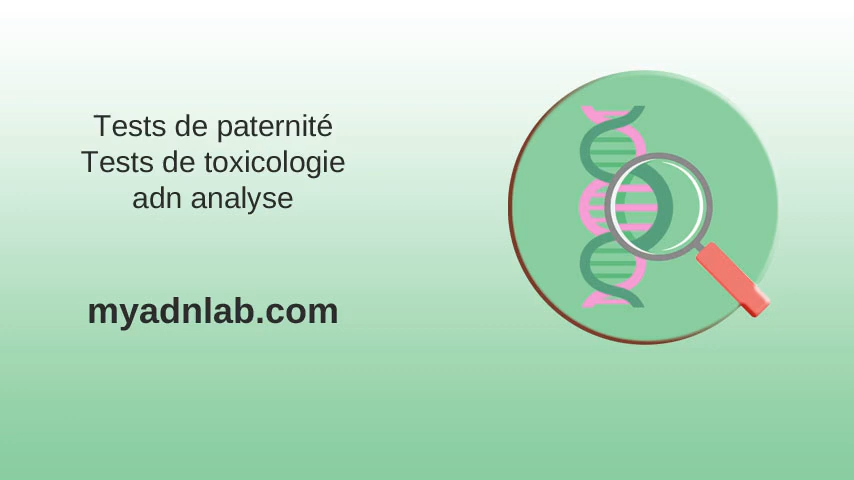 Tests de paternité
Tests de toxicologie
adn analyse
myadnlab.com